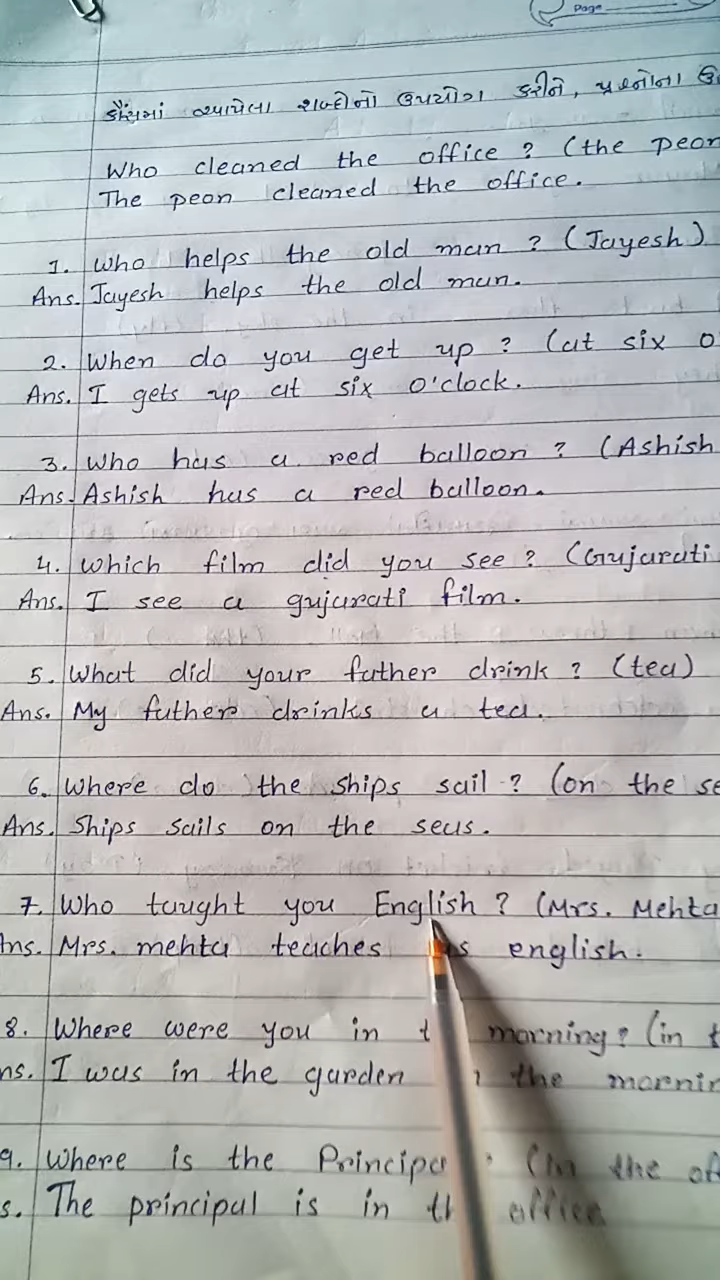 Page
કૌંસમાં આપેલા શબ્દોનો ઉપયોગ કરીને, પ્રશ્નોના
Who cleaned the office ? (the peon
The peon cleaned the office.
1. Who helps the old man ? (Jayesh)
Ans. Jayesh helps the old man.
2. When do you get up ? (at six o
Ans. I gets up at six o'clock.
3. Who has a red balloon ? (Ashish
Ans. Ashish has a red balloon.
4. Which film did you see ? (Gujarati
Ans. I see a gujarati film.
5. What did your father drink ? (tea)
Ans. My father drinks a tea.
6. Where do the ships sail ? (on the se
Ans. Ships sails on the seas.
7. Who taught you English ? (Mrs. Mehta
Ans. Mrs. mehta teaches us english.
8. Where were you in morning ? (in t
ns. I was in the garden the mornin
9. Where is the Principa (In the of
s. The principal is in th office